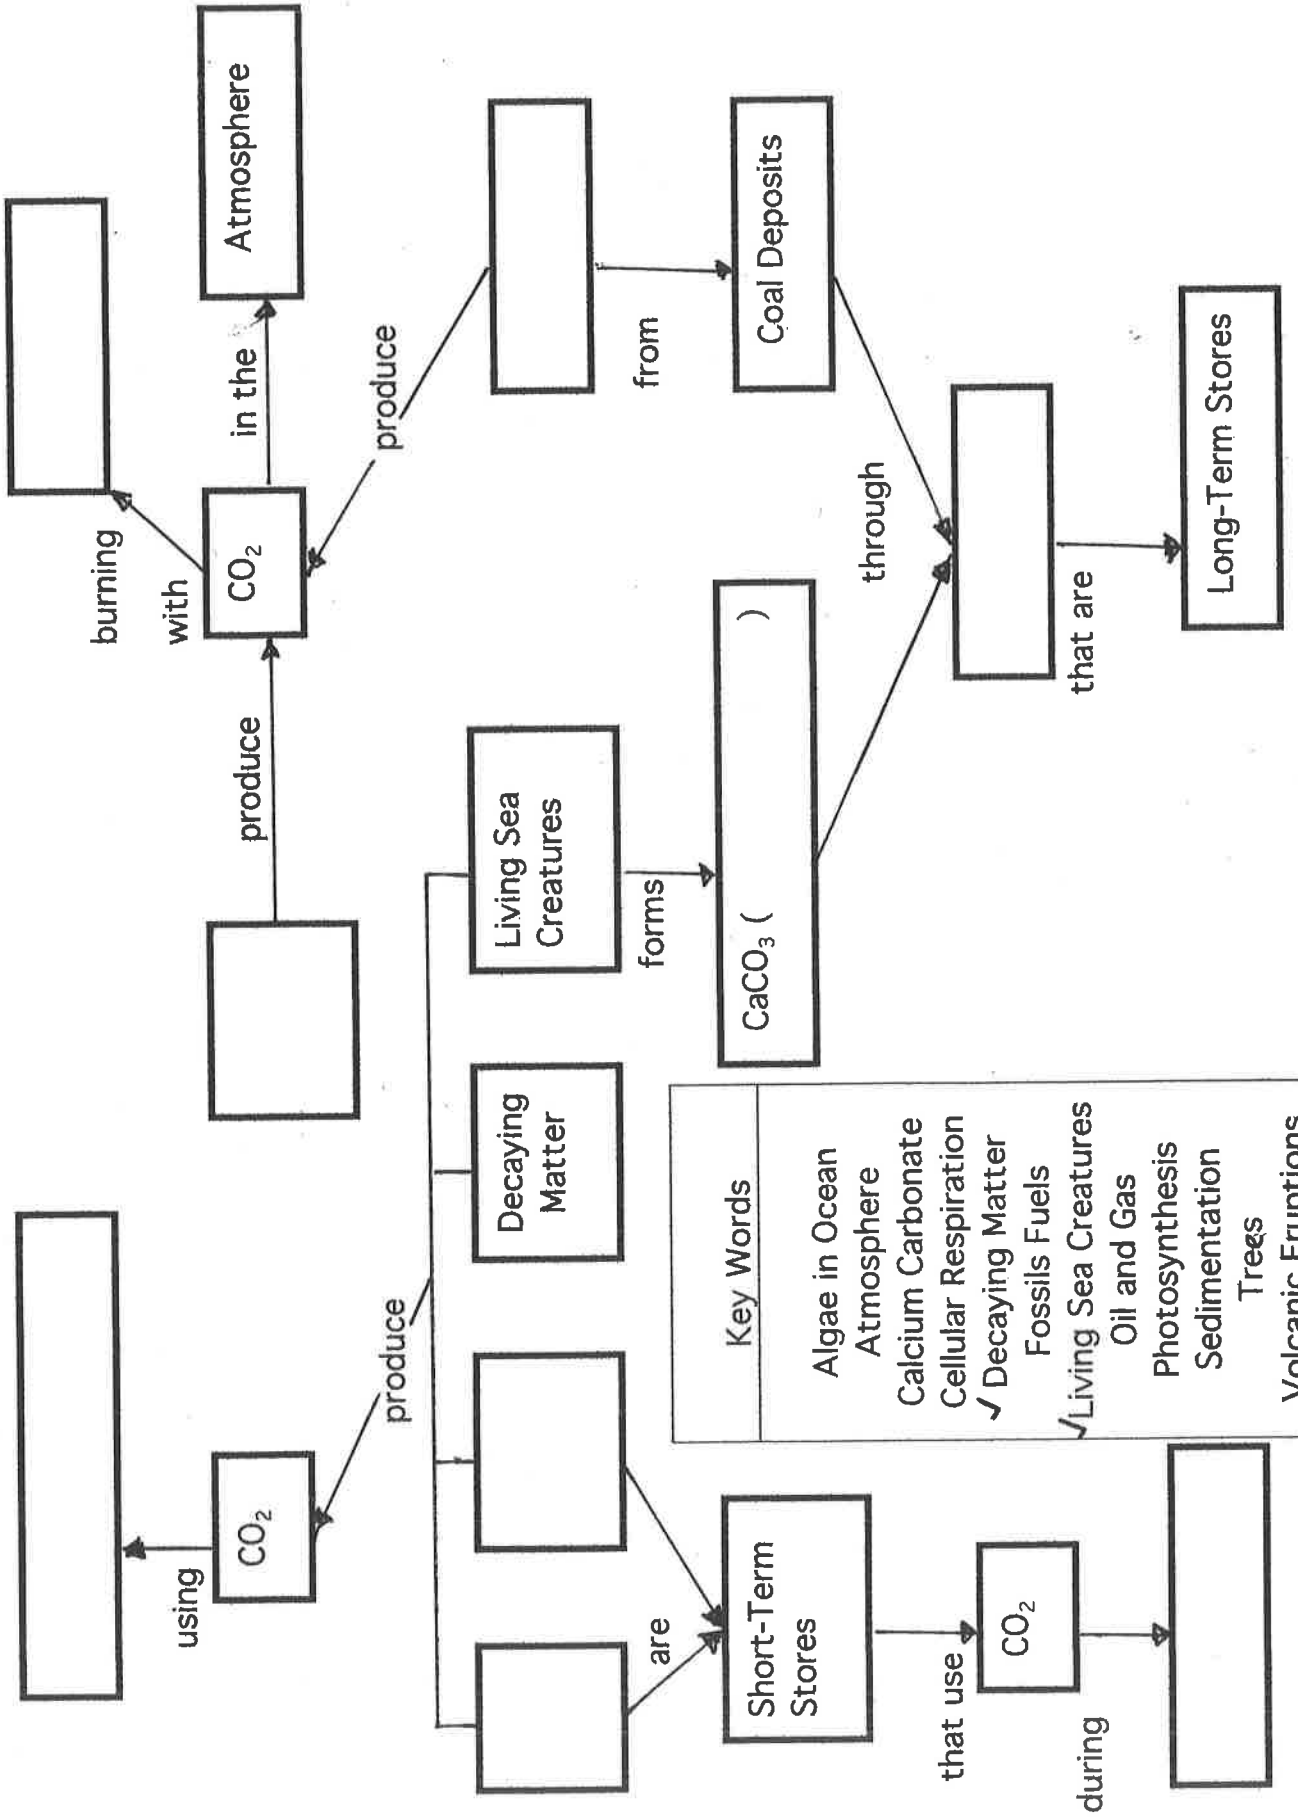 using
CO₂
produce
Decaying
Matter
Living Sea
Creatures
are
Short-Term
Stores
that use
CO₂
during
forms
CaCO₃ ( )
produce
burning
with
CO₂
in the
Atmosphere
produce
from
Coal Deposits
through
that are
Long-Term Stores
Key Words
Algae in Ocean
Atmosphere
Calcium Carbonate
Cellular Respiration
✓ Decaying Matter
Fossils Fuels
✓Living Sea Creatures
Oil and Gas
Photosynthesis
Sedimentation
Trees
Volcanic Eruptions